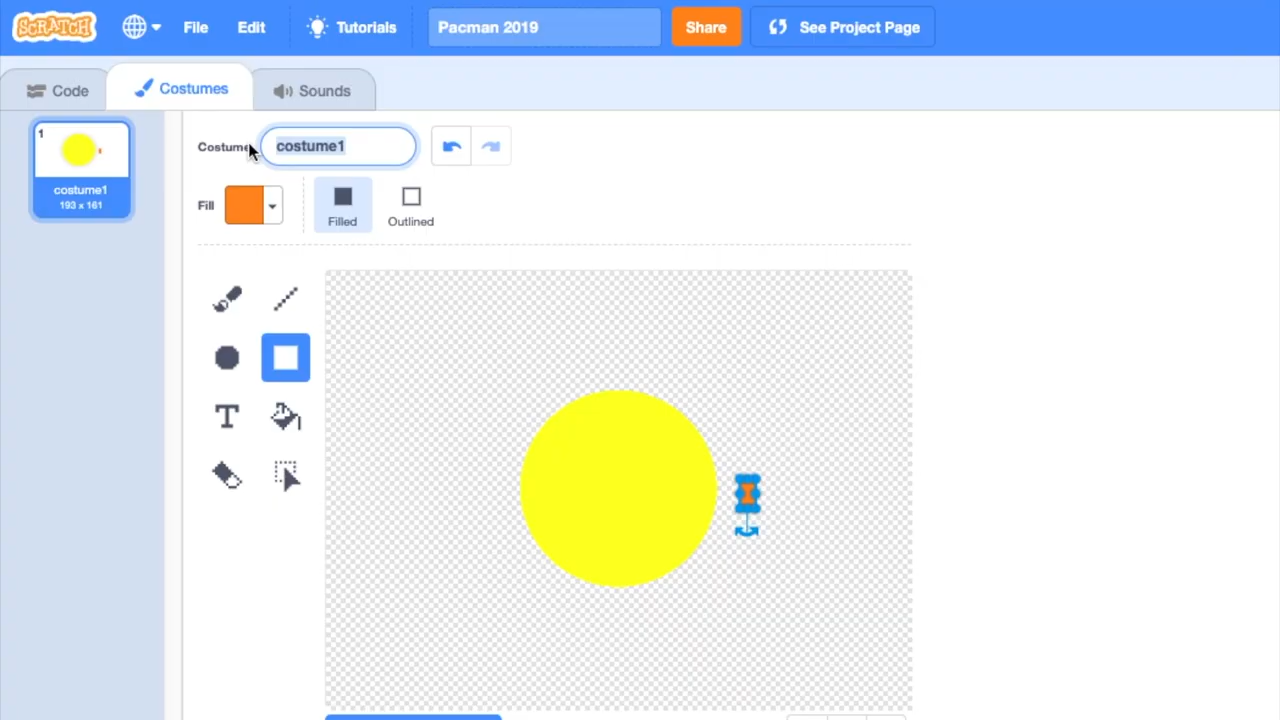 SCRATCH File Edit Tutorials Pacman 2019 Share See Project Page
Code Costumes Sounds
1
costume1
193 x 161
Costume costume1
Fill
Filled
Outlined
T